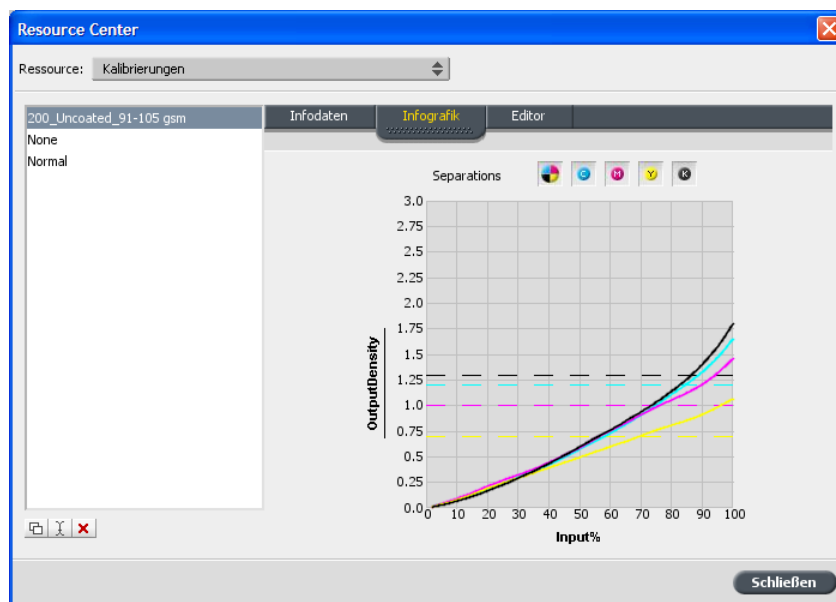 Resource Center
Ressource: Kalibrierungen
200_Uncoated_91-105 gsm
None
Normal
Infodaten Infografik Editor
Separations C M Y K
3.0
2.75
2.5
2.25
2.0
1.75
1.5
1.25
1.0
0.75
0.5
0.25
0.0
OutputDensity
0 10 20 30 40 50 60 70 80 90 100
Input%
Schließen